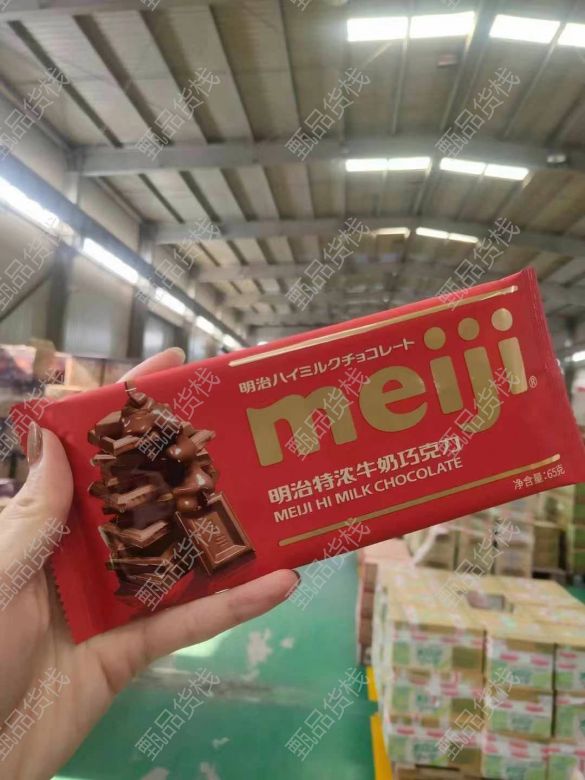 明治ハイミルクチョコレート
meiji®
明治特浓牛奶巧克力
MEIJI HI MILK CHOCOLATE
净含量:65克
甄品货栈